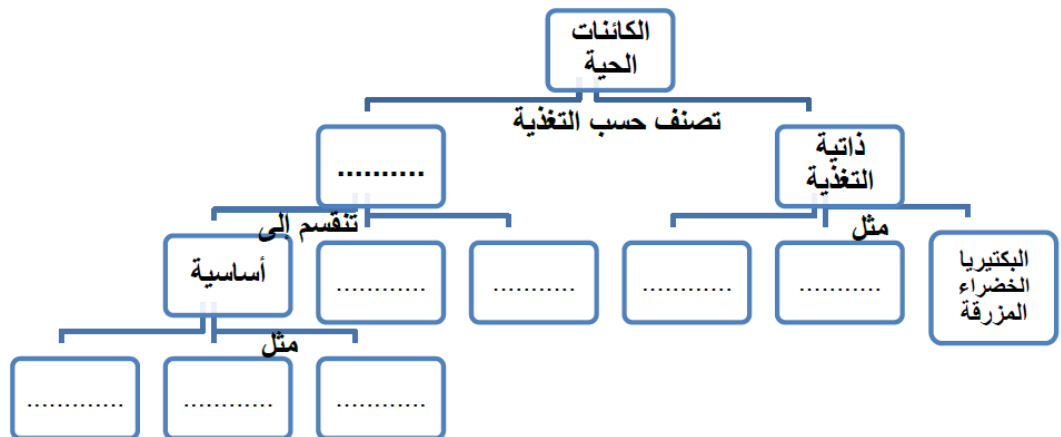 الكائنات
الحية
تصنف حسب التغذية
ذاتية
التغذية
..........
مثل
تنقسم إلى
البكتيريا
الخضراء
المزرقة
...........
............
...........
............
أساسية
مثل
............
............
.............